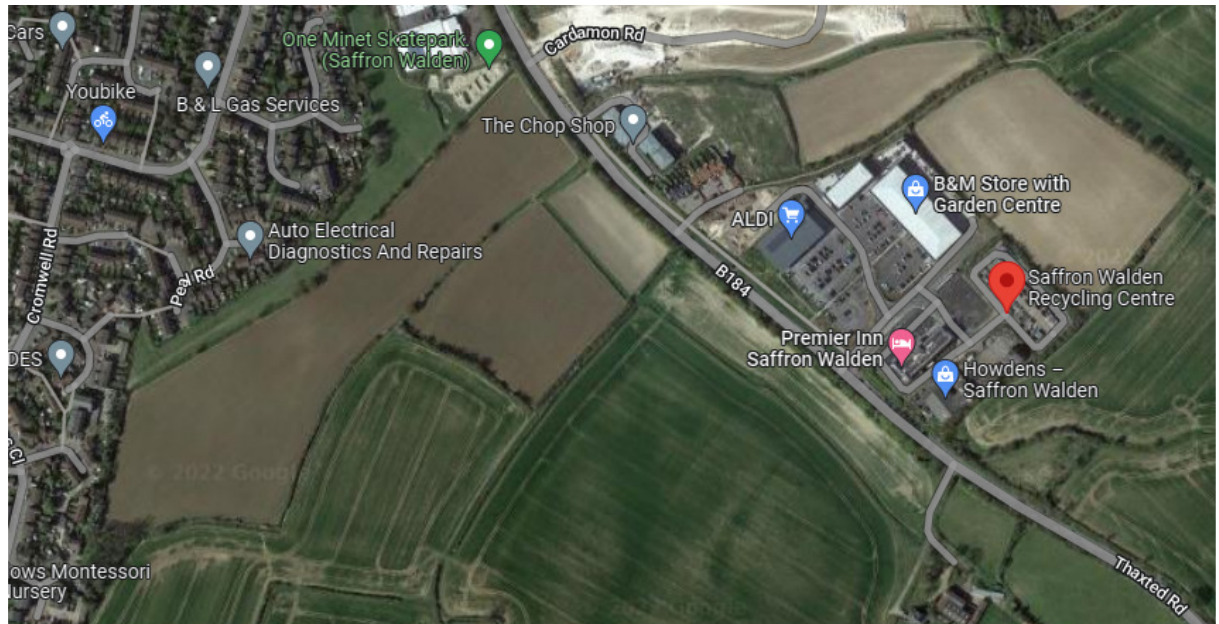 Cars
One Minet Skatepark.
(Saffron Walden)
Cardamon Rd
Youbike
B & L Gas Services
The Chop Shop
B&M Store with
Garden Centre
ALDI
Auto Electrical
Diagnostics And Repairs
Cromwell Rd
Peal Rd
B184
Saffron Walden
Recycling Centre
Premier Inn
Saffron Walden
DES
Howdens –
Saffron Walden
Cl
© 2022 Google
Thaxted Rd
ows Montessori
Nursery